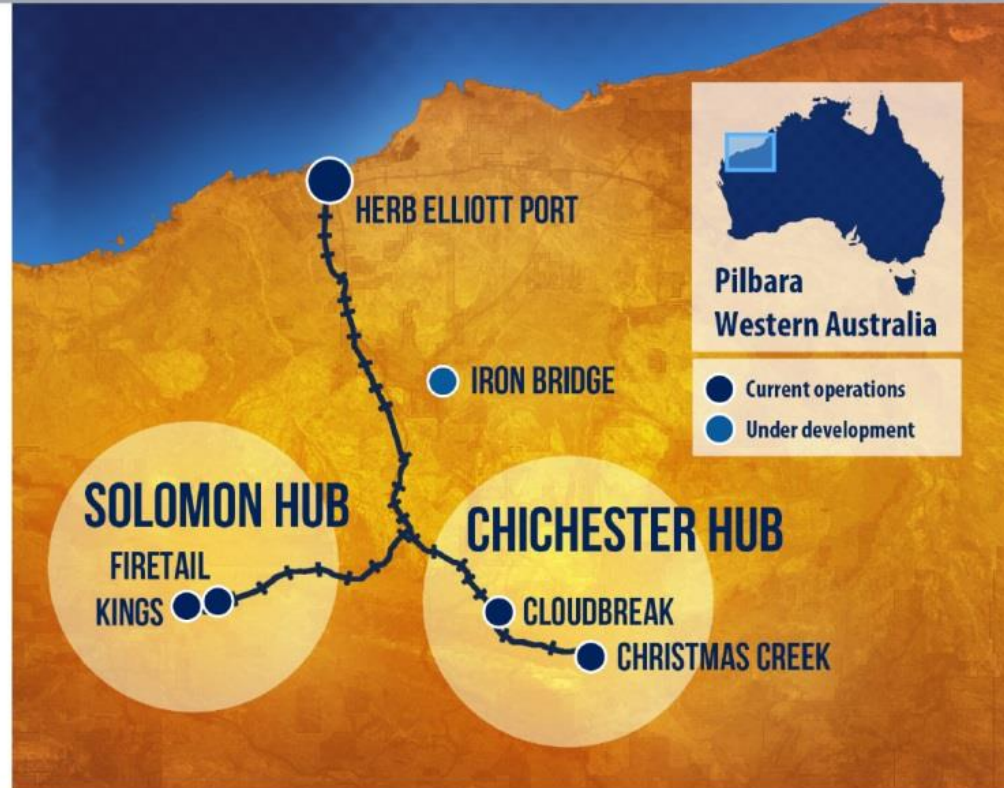 HERB ELLIOTT PORT
Pilbara
Western Australia
IRON BRIDGE
Current operations
Under development
SOLOMON HUB
FIRETAIL
KINGS
CHICHESTER HUB
CLOUDBREAK
CHRISTMAS CREEK